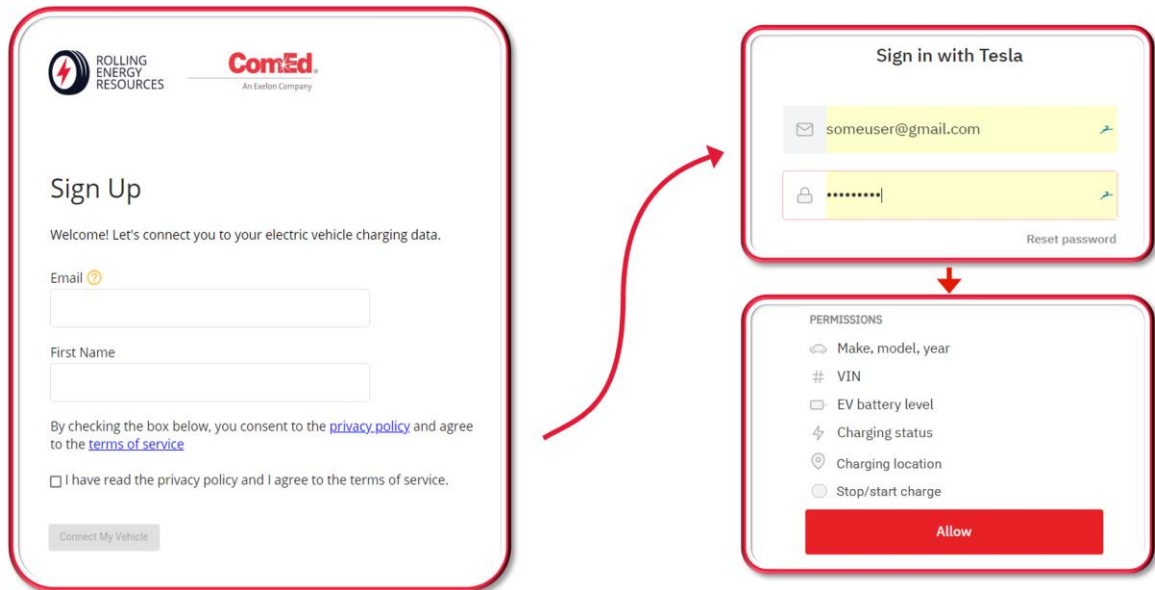 ROLLING
ENERGY
RESOURCES
ComEd.
An Exelon Company
Sign Up
Welcome! Let's connect you to your electric vehicle charging data.
Email ?
First Name
By checking the box below, you consent to the privacy policy and agree
to the terms of service
I have read the privacy policy and I agree to the terms of service.
Connect My Vehicle
Sign in with Tesla
someuser@gmail.com
•••••••••
Reset password
PERMISSIONS
Make, model, year
# VIN
EV battery level
Charging status
Charging location
Stop/start charge
Allow